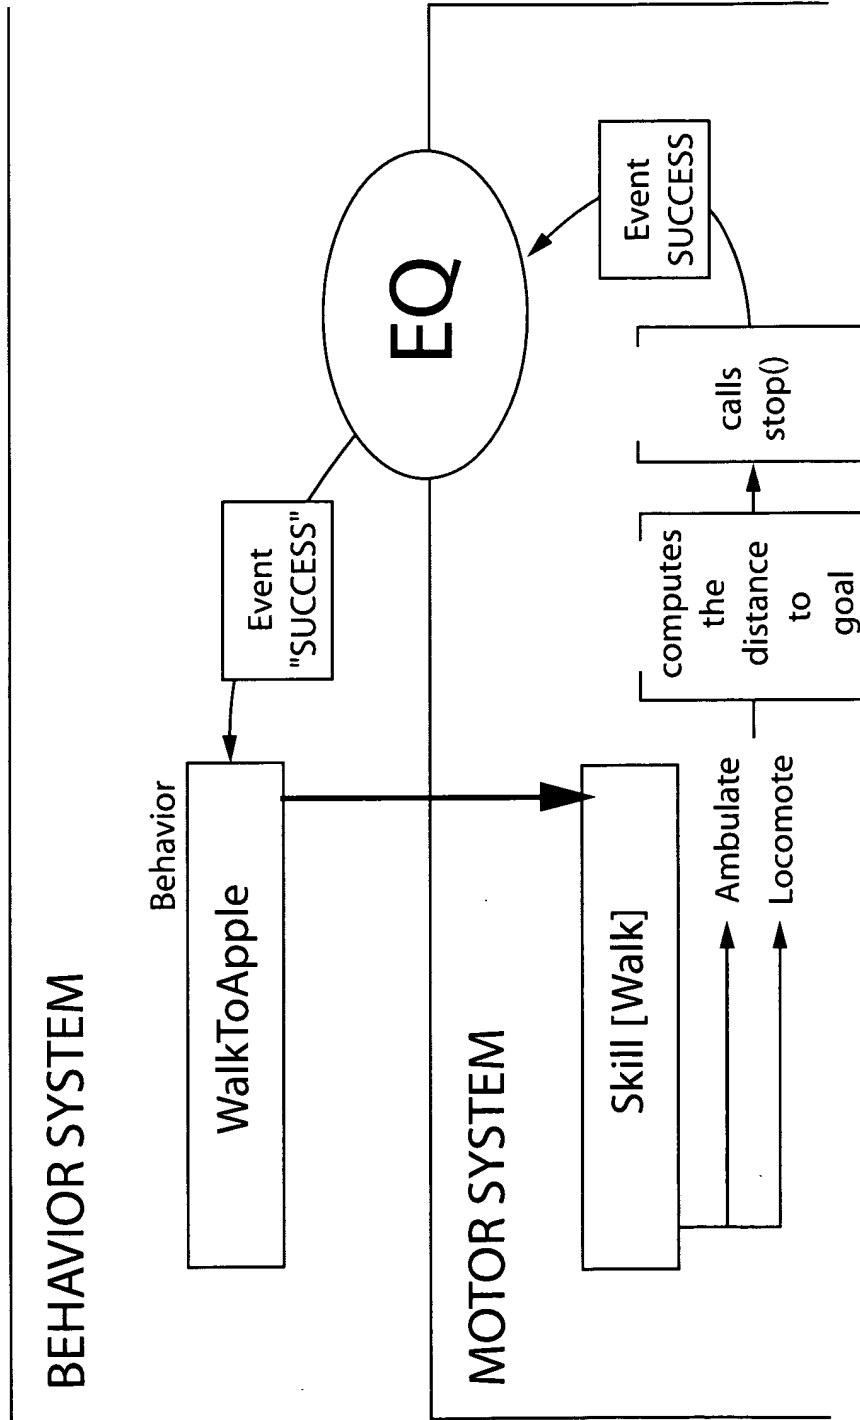 BEHAVIOR SYSTEM
Behavior
WalkToApple
Event
"SUCCESS"
EQ
MOTOR SYSTEM
Skill [Walk]
Event
SUCCESS
Ambulate
Locomote
computes
the
distance
to
goal
calls
stop()